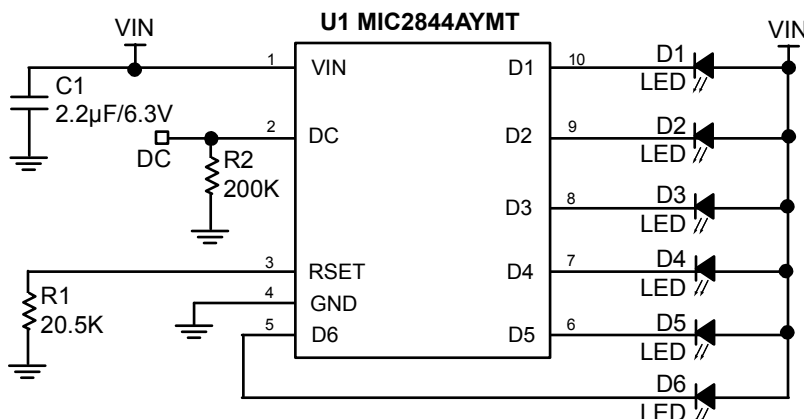 U1 MIC2844AYMT
VIN
VIN
C1
2.2µF/6.3V
1
VIN
D1
10
D1
LED
DC
2
DC
D2
9
D2
LED
R2
200K
D3
8
D3
LED
3
RSET
D4
7
D4
LED
R1
20.5K
4
GND
5
D6
D5
6
D5
LED
D6
LED